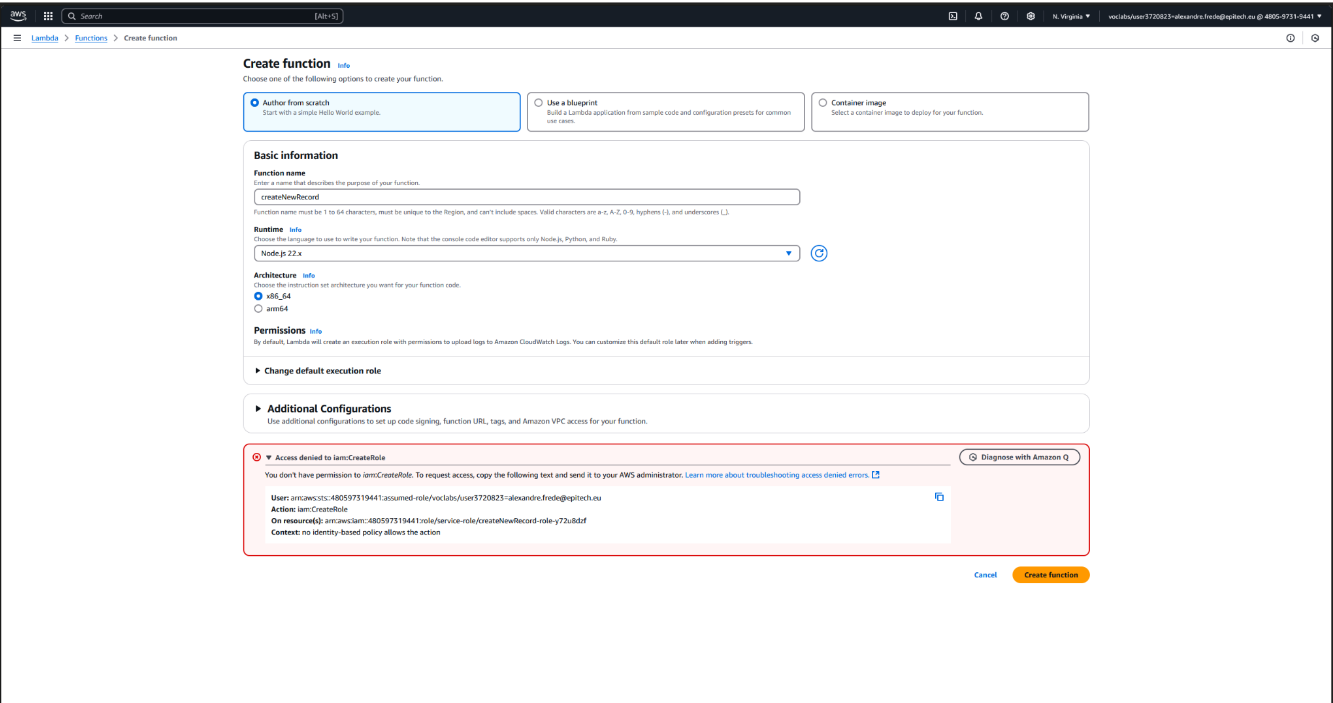 aws
Search [Alt+S]
N. Virginia voclabs/user3720823=alexandre.frede@epitech.eu @ 4805-9731-9441
Lambda > Functions > Create function
Create function Info
Choose one of the following options to create your function.
Author from scratch
Start with a simple Hello World example.
Use a blueprint
Build a Lambda application from sample code and configuration presets for common
use cases.
Container image
Select a container image to deploy for your function.
Basic information
Function name
Enter a name that describes the purpose of your function.
createNewRecord
Function name must be 1 to 64 characters, must be unique to the Region, and can't include spaces. Valid characters are a-z, A-Z, 0-9, hyphens (-), and underscores (_).
Runtime Info
Choose the language to use to write your function. Note that the console code editor supports only Node.js, Python, and Ruby.
Node.js 22.x
Architecture Info
Choose the instruction set architecture you want for your function code.
x86_64
arm64
Permissions Info
By default, Lambda will create an execution role with permissions to upload logs to Amazon CloudWatch Logs. You can customize this default role later when adding triggers.
Change default execution role
Additional Configurations
Use additional configurations to set up code signing, function URL, tags, and Amazon VPC access for your function.
Access denied to iam:CreateRole
Diagnose with Amazon Q
You don't have permission to iam:CreateRole. To request access, copy the following text and send it to your AWS administrator. Learn more about troubleshooting access denied errors.
User: arn:aws:sts::480597319441:assumed-role/voclabs/user3720823=alexandre.frede@epitech.eu
Action: iam:CreateRole
On resource(s): arn:aws:iam::480597319441:role/service-role/createNewRecord-role-y72u8dzf
Context: no identity-based policy allows the action
Cancel
Create function